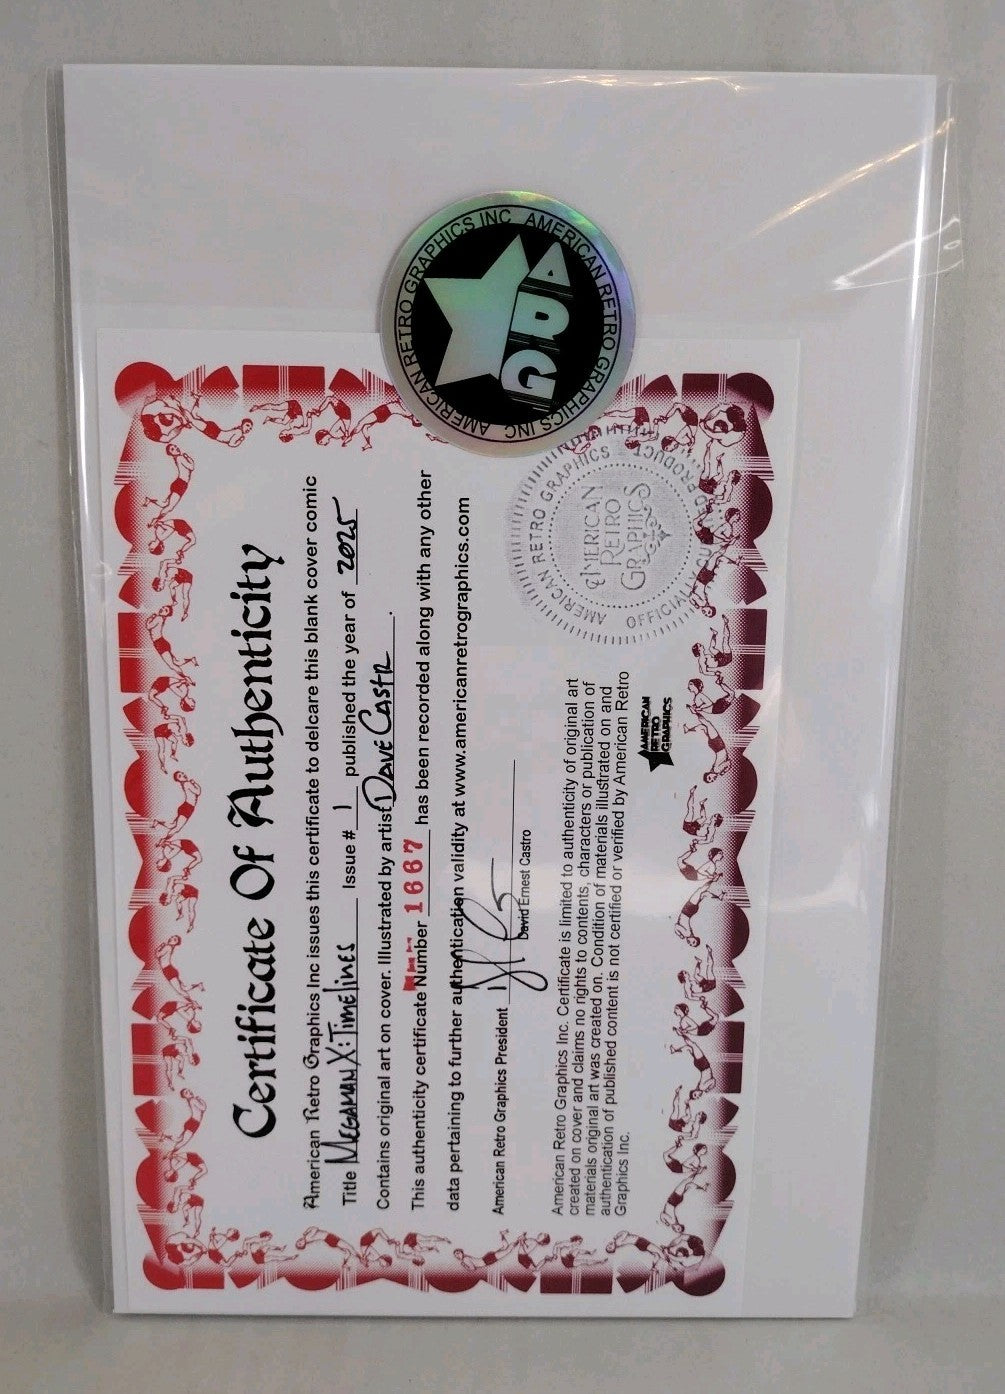 AMERICAN RETRO GRAPHICS INC AMERICAN RETRO GRAPHICS INC
ARG
Certificate Of Authenticity
American Retro Graphics Inc issues this certificate to delcare this blank cover comic
Title MEGAMAN X: TimeLines Issue # 1 published the year of 2025
Contains original art on cover. Illustrated by artist DAVE CASTR.
This authenticity certificate Number 1667 has been recorded along with any other
data pertaining to further authentication validity at www.americanretrographics.com
American Retro Graphics President
David Ernest Castro
AMERICAN RETRO GRAPHICS
OFFICIAL
AMERICAN
RETRO
GRAPHICS
American Retro Graphics Inc. Certificate is limited to authenticity of original art
created on cover and claims no rights to contents, characters or publication of
materials original art was created on. Condition of materials illustrated on and
authentication of published content is not certified or verified by American Retro
Graphics Inc.
AMERICAN
RETRO
GRAPHICS